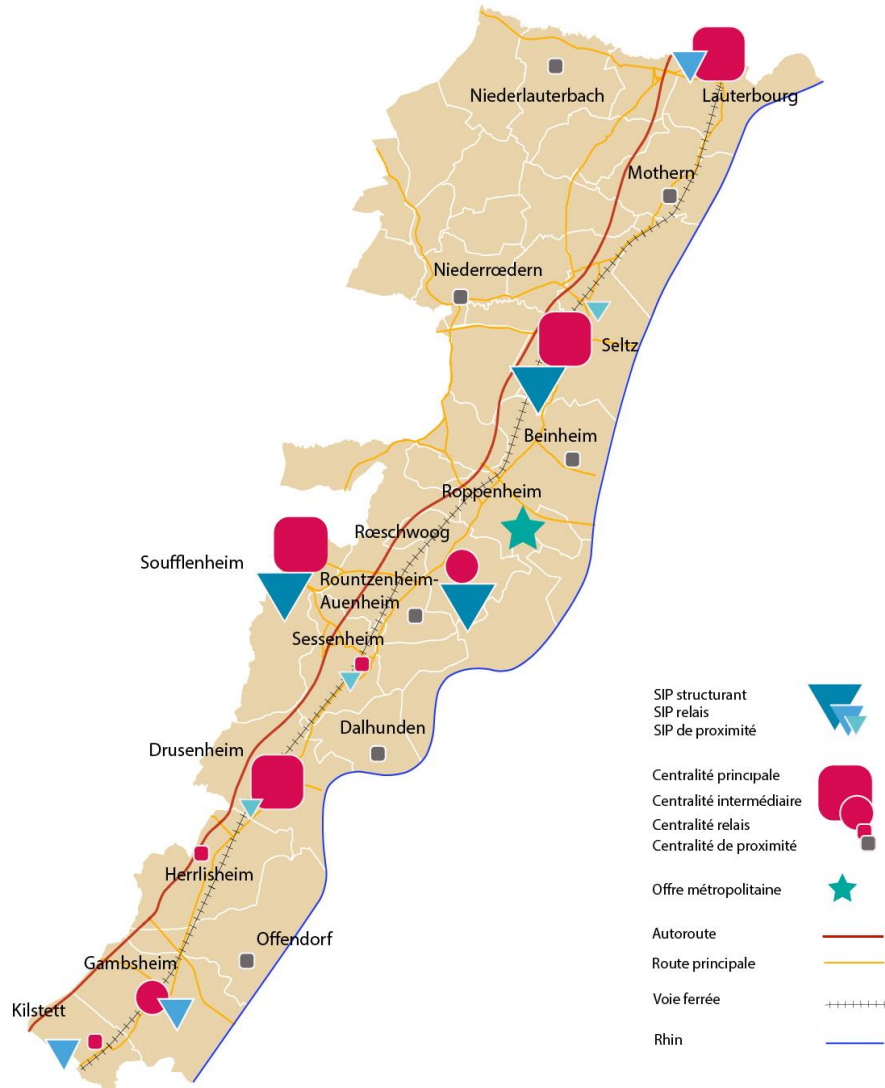 Niederlauterbach
Lauterbourg
Mothern
Niederrœdern
Seltz
Beinheim
Roppenheim
Rœschwoog
Soufflenheim
Rountzenheim-
Auenheim
Sessenheim
Dalhunden
Drusenheim
Herrlisheim
Offendorf
Gambsheim
Kilstett
SIP structurant
SIP relais
SIP de proximité
Centralité principale
Centralité intermédiaire
Centralité relais
Centralité de proximité
Offre métropolitaine
Autoroute
Route principale
Voie ferrée
Rhin